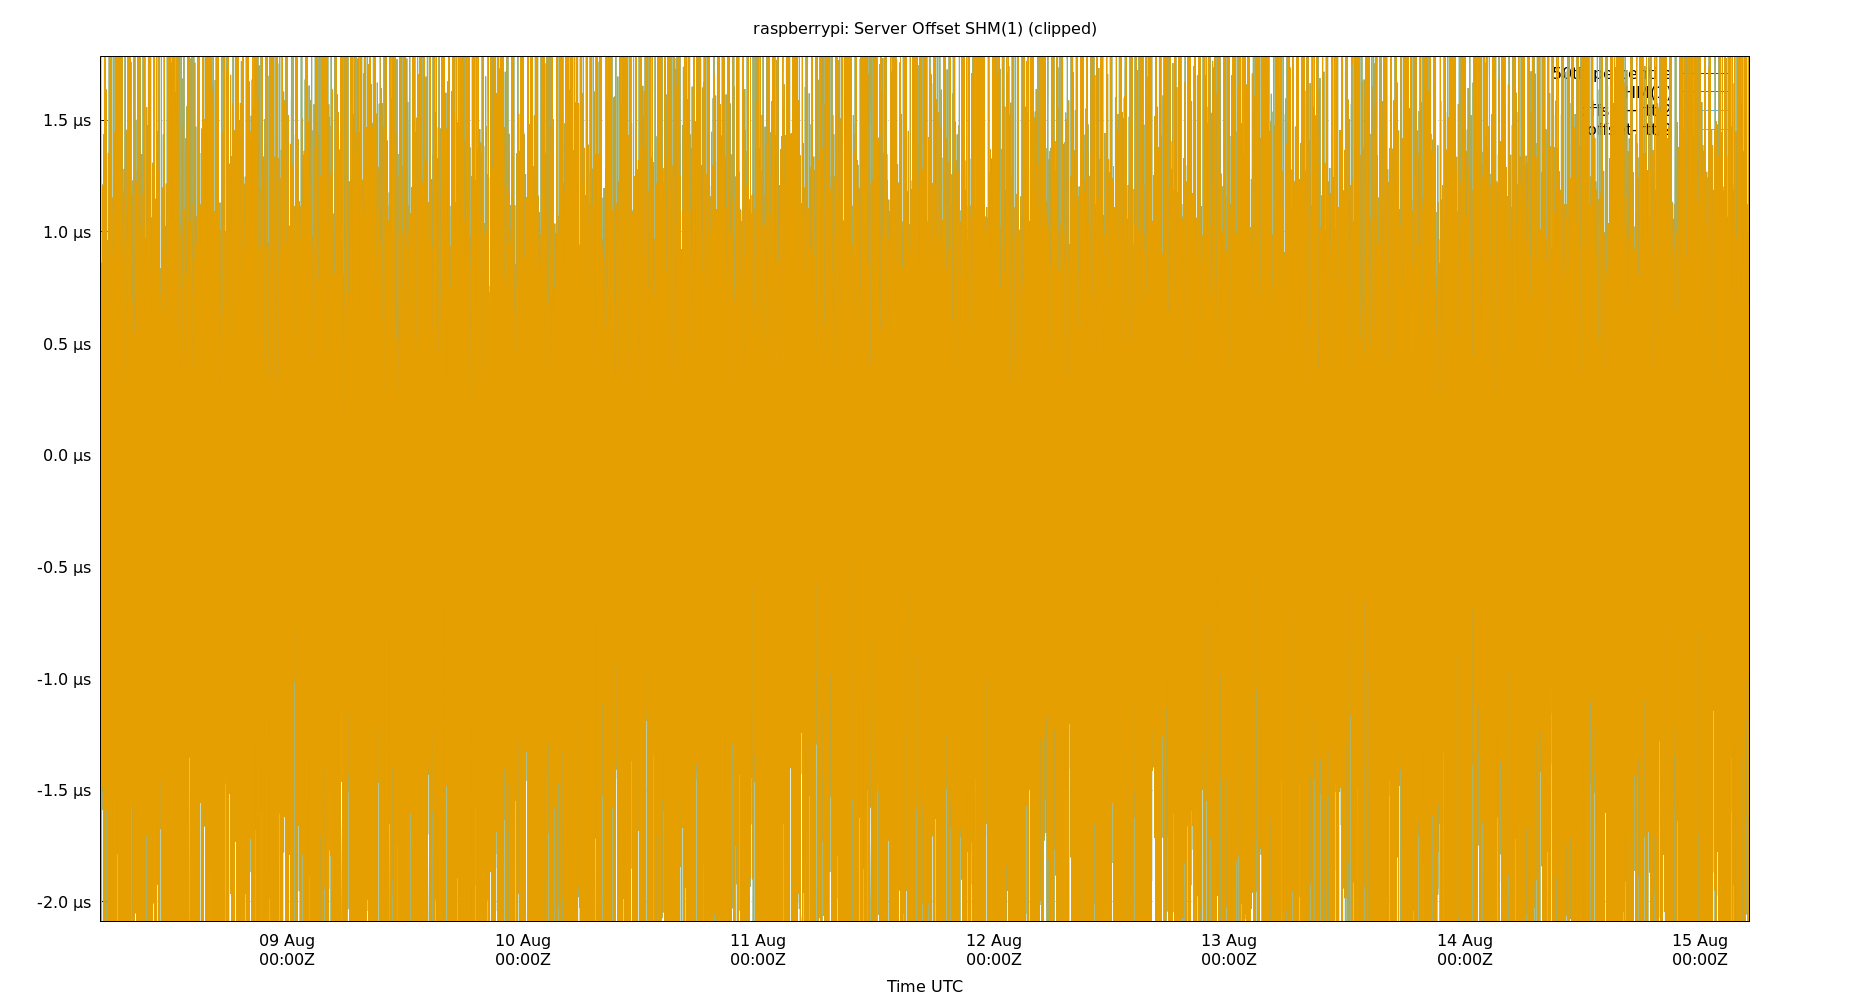 raspberrypi: Server Offset SHM(1) (clipped)
1.5 µs
1.0 µs
0.5 µs
0.0 µs
-0.5 µs
-1.0 µs
-1.5 µs
-2.0 µs
09 Aug 10 Aug 11 Aug 12 Aug 13 Aug 14 Aug 15 Aug
00:00Z 00:00Z 00:00Z 00:00Z 00:00Z 00:00Z 00:00Z
Time UTC